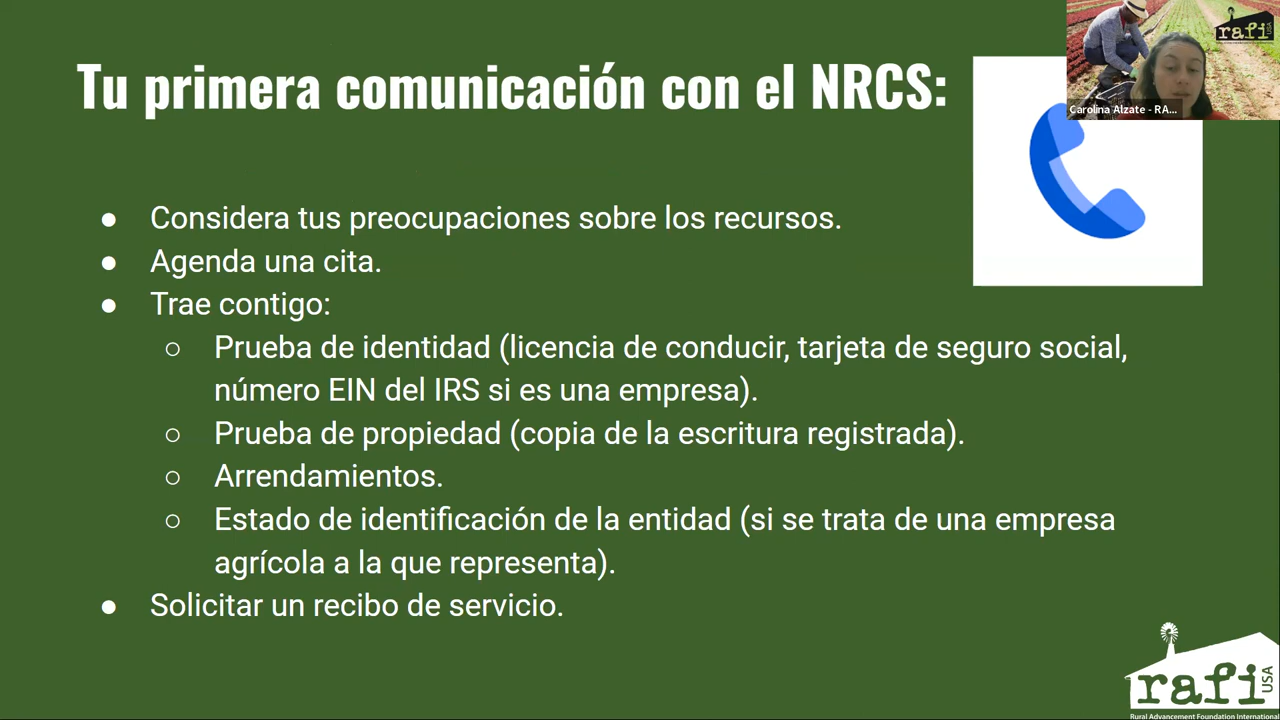 Tu primera comunicación con el NRCS:
rafi
USA
Carolina Alzate - RA...
● Considera tus preocupaciones sobre los recursos.
● Agenda una cita.
● Trae contigo:
○ Prueba de identidad (licencia de conducir, tarjeta de seguro social,
número EIN del IRS si es una empresa).
○ Prueba de propiedad (copia de la escritura registrada).
○ Arrendamientos.
○ Estado de identificación de la entidad (si se trata de una empresa
agrícola a la que representa).
● Solicitar un recibo de servicio.
rafi
USA
Rural Advancement Foundation International